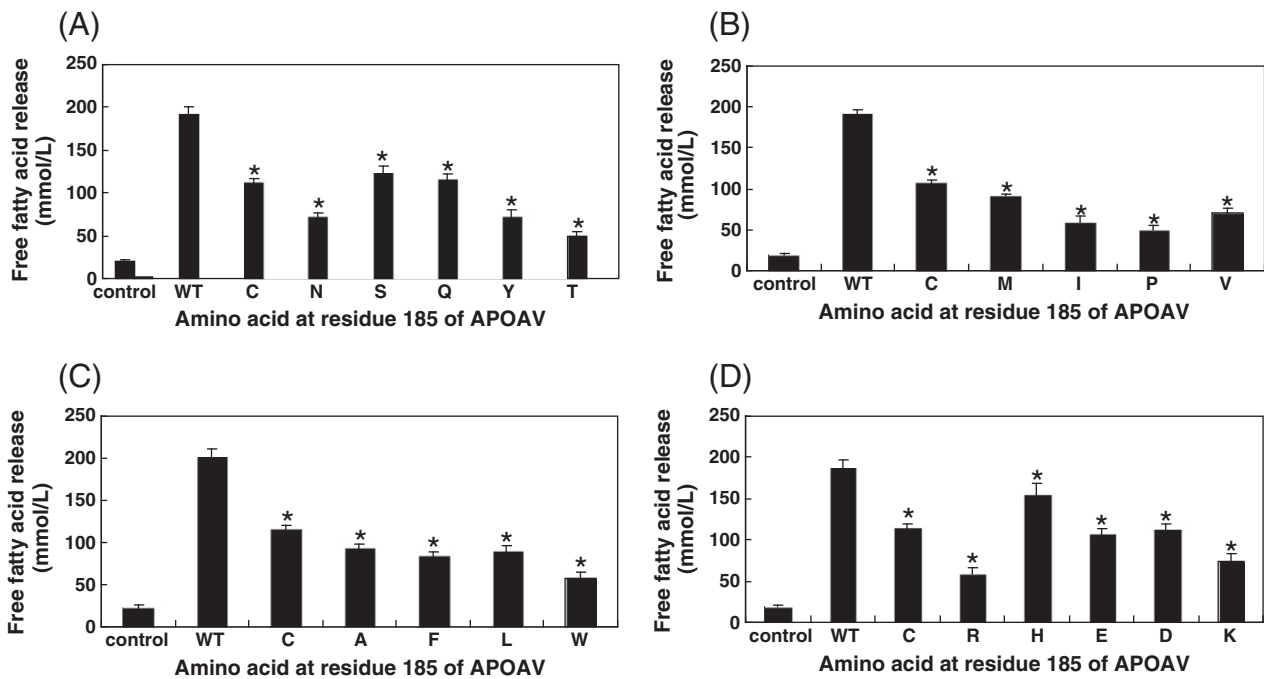 (A)
Free fatty acid release
(mmol/L)
250
200
150
100
50
0
* * * * * *
control WT C N S Q Y T
Amino acid at residue 185 of APOAV
(B)
Free fatty acid release
(mmol/L)
250
200
150
100
50
0
* * * * *
control WT C M I P V
Amino acid at residue 185 of APOAV
(C)
Free fatty acid release
(mmol/L)
250
200
150
100
50
0
* * * * *
control WT C A F L W
Amino acid at residue 185 of APOAV
(D)
Free fatty acid release
(mmol/L)
250
200
150
100
50
0
* * * * * *
control WT C R H E D K
Amino acid at residue 185 of APOAV